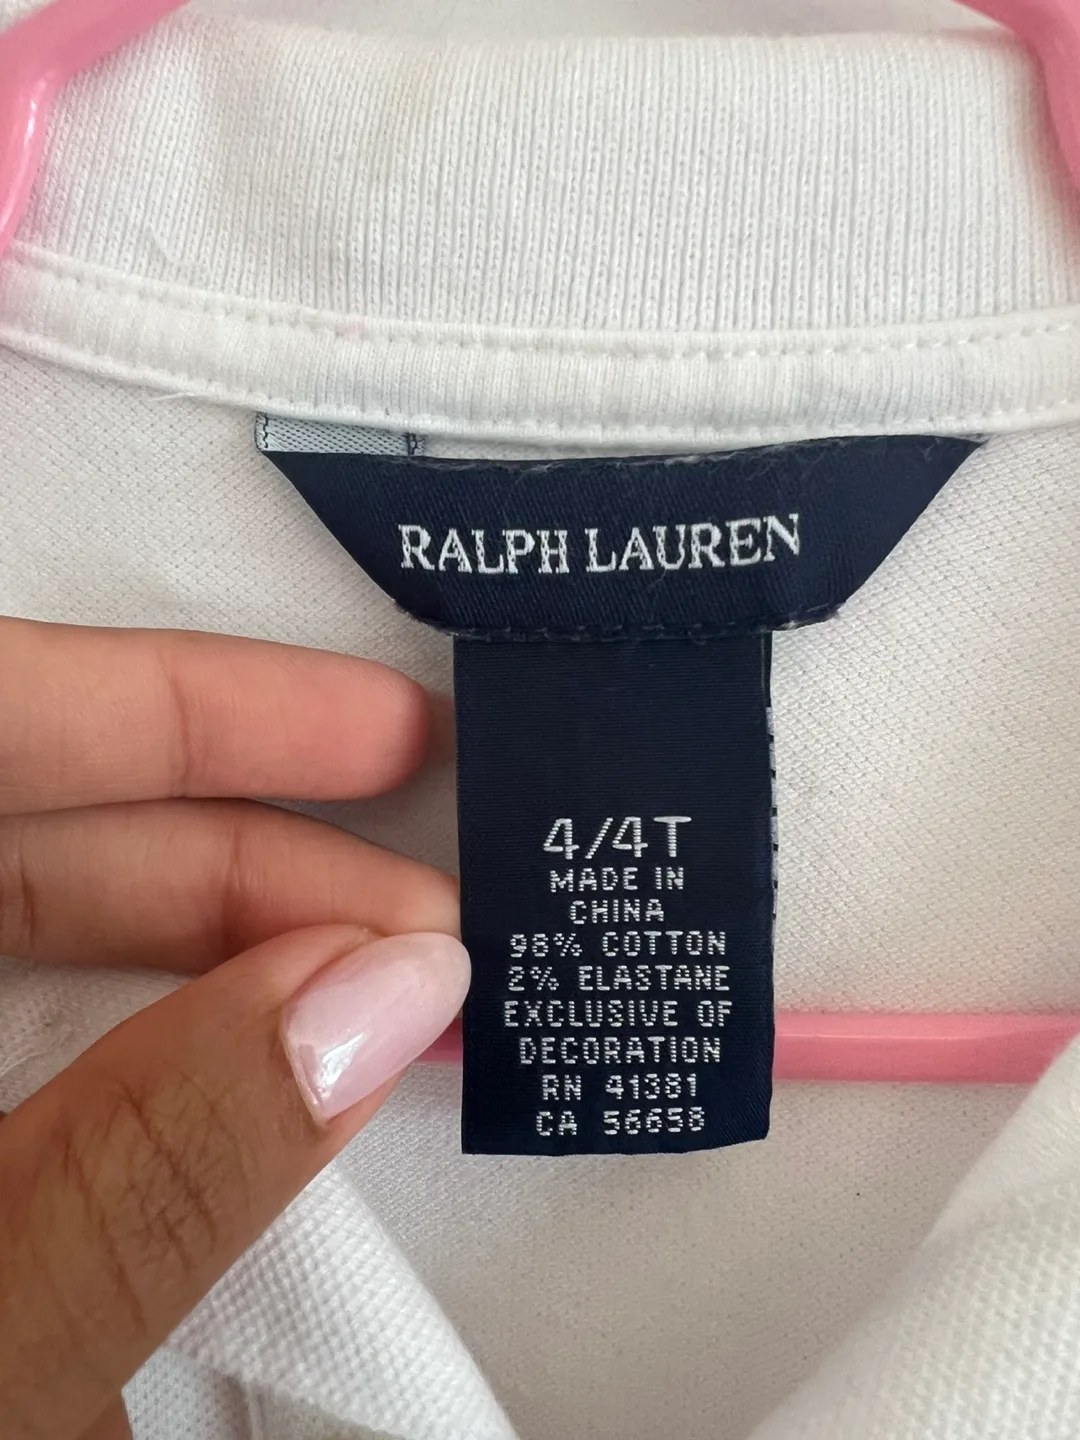 RALPH LAUREN
4/4T
MADE IN
CHINA
98% COTTON
2% ELASTANE
EXCLUSIVE OF
DECORATION
RN 41381
CA 56658